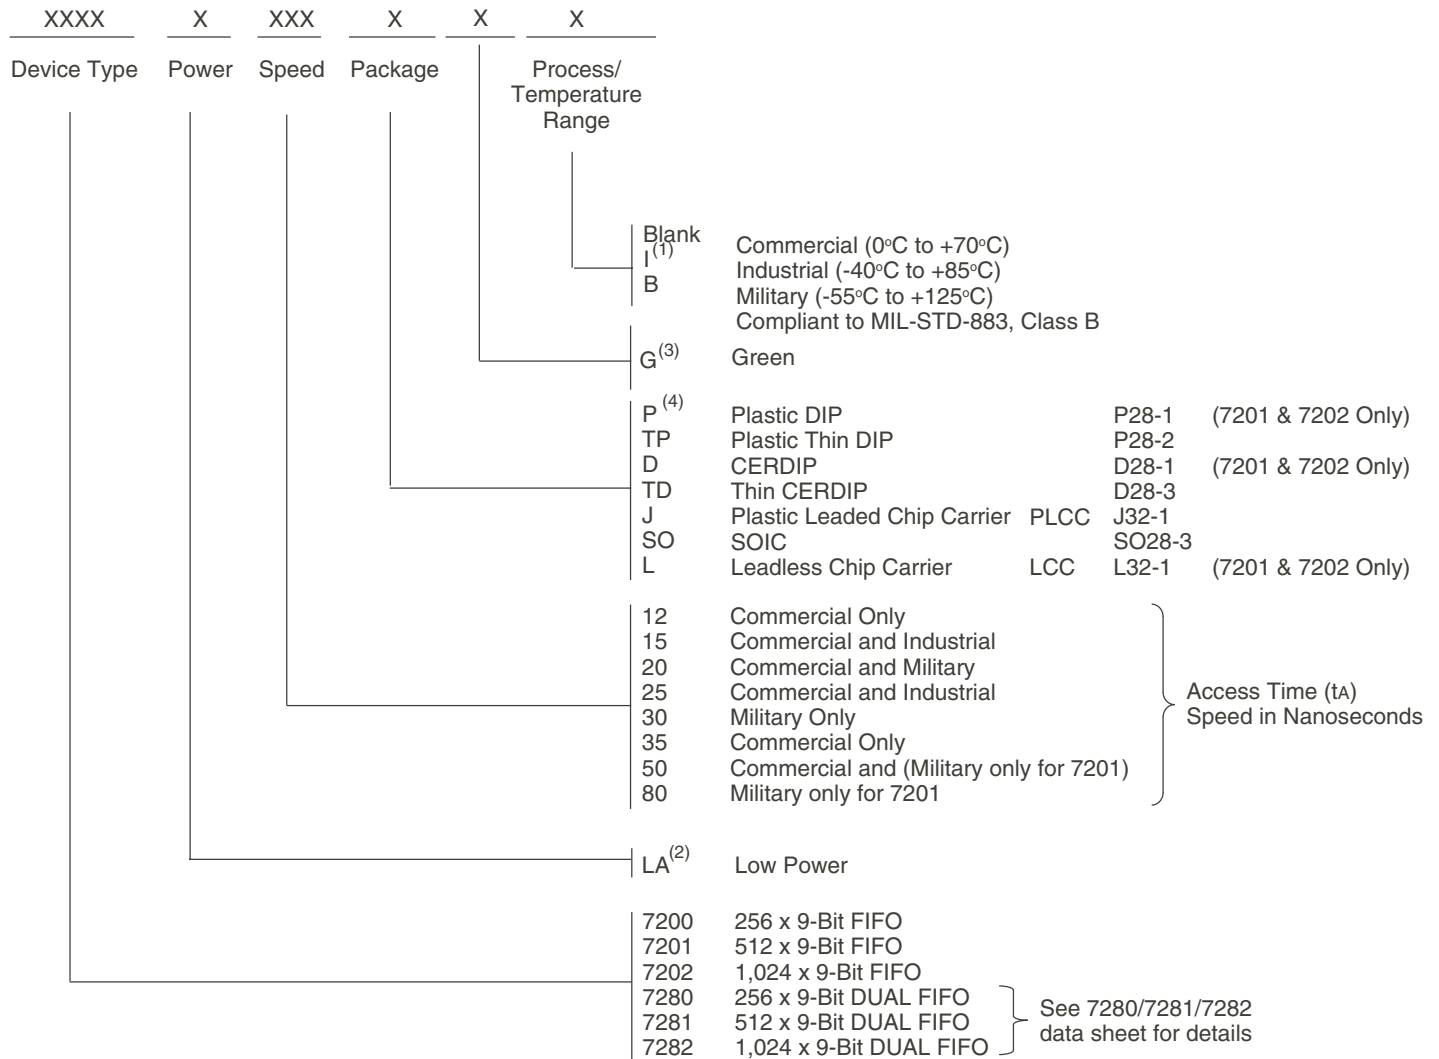 XXXX X XXX X X X
Device Type Power Speed Package Process/
Temperature
Range
Blank
I(1) Commercial (0°C to +70°C)
Industrial (-40°C to +85°C)
B Military (-55°C to +125°C)
Compliant to MIL-STD-883, Class B
G(3) Green
P(4) Plastic DIP P28-1 (7201 & 7202 Only)
TP Plastic Thin DIP P28-2
D CERDIP D28-1 (7201 & 7202 Only)
TD Thin CERDIP D28-3
J Plastic Leaded Chip Carrier PLCC J32-1
SO SOIC SO28-3
L Leadless Chip Carrier LCC L32-1 (7201 & 7202 Only)
12 Commercial Only
15 Commercial and Industrial
20 Commercial and Military
25 Commercial and Industrial
30 Military Only
35 Commercial Only
50 Commercial and (Military only for 7201)
80 Military only for 7201
Access Time (tA)
Speed in Nanoseconds
LA(2) Low Power
7200 256 x 9-Bit FIFO
7201 512 x 9-Bit FIFO
7202 1,024 x 9-Bit FIFO
7280 256 x 9-Bit DUAL FIFO
7281 512 x 9-Bit DUAL FIFO
7282 1,024 x 9-Bit DUAL FIFO
See 7280/7281/7282
data sheet for details